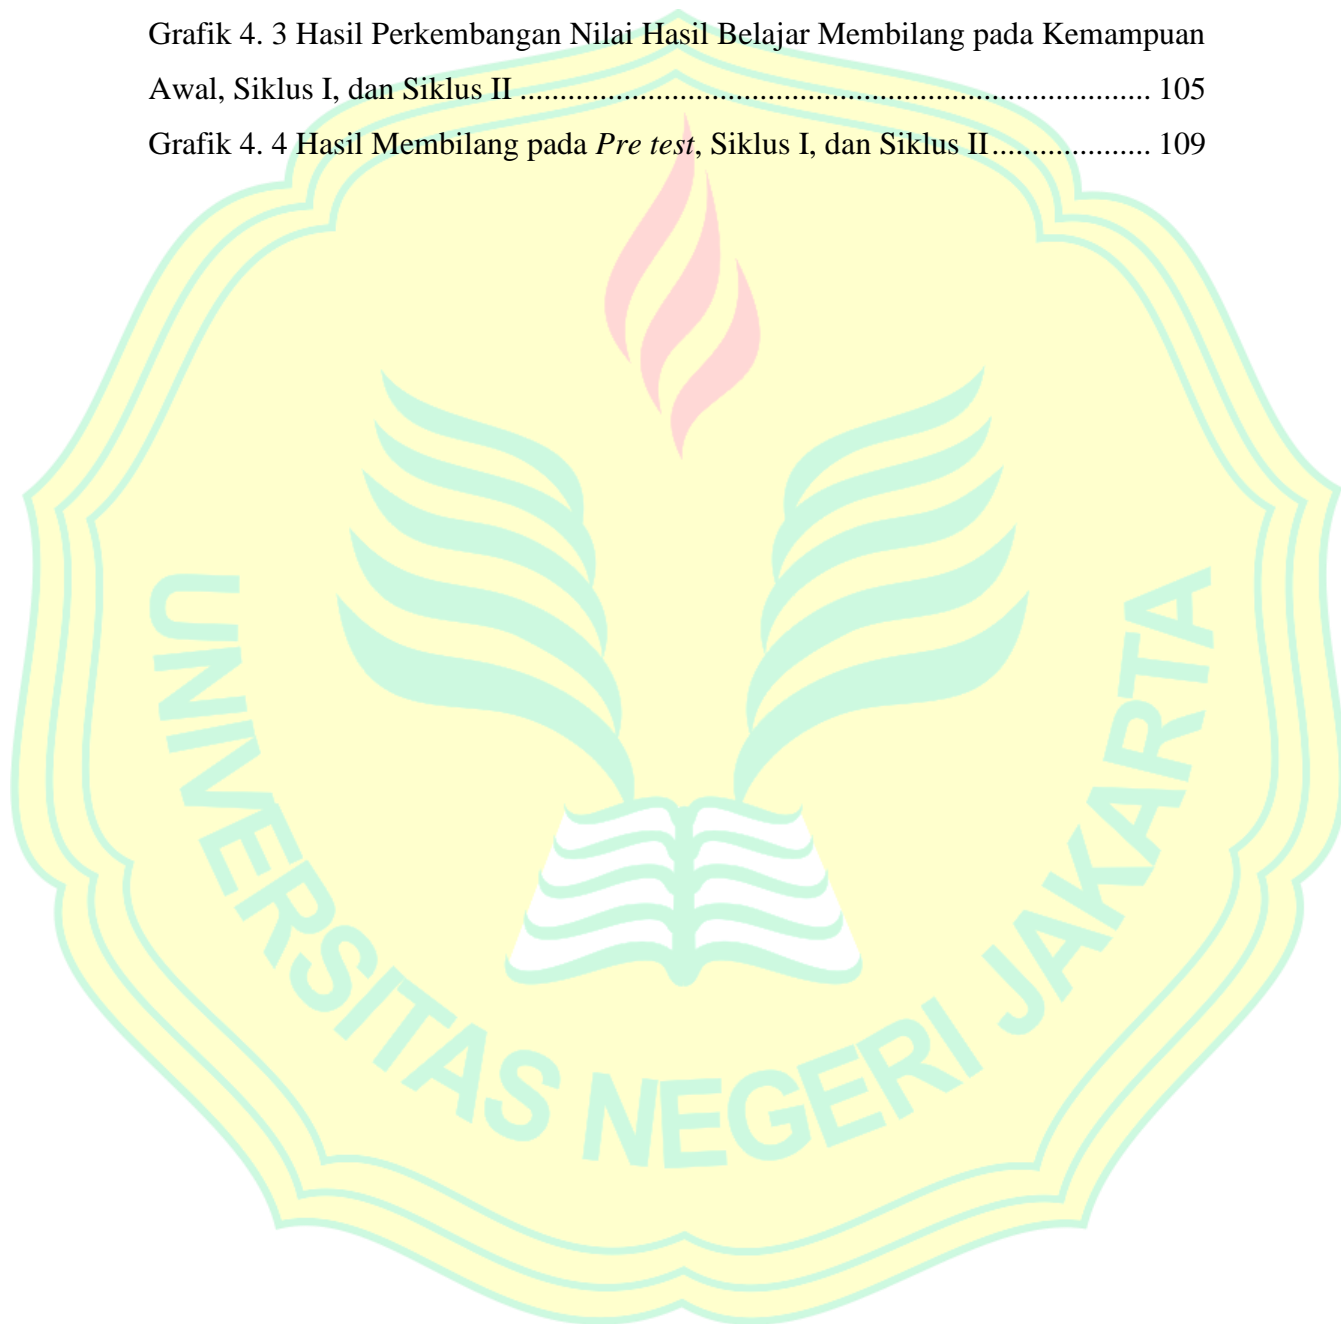 Grafik 4. 3 Hasil Perkembangan Nilai Hasil Belajar Membilang pada Kemampuan
Awal, Siklus I, dan Siklus II ............................................................................... 105
Grafik 4. 4 Hasil Membilang pada Pre test, Siklus I, dan Siklus II.................... 109
UNIVERSITAS NEGERI JAKARTA